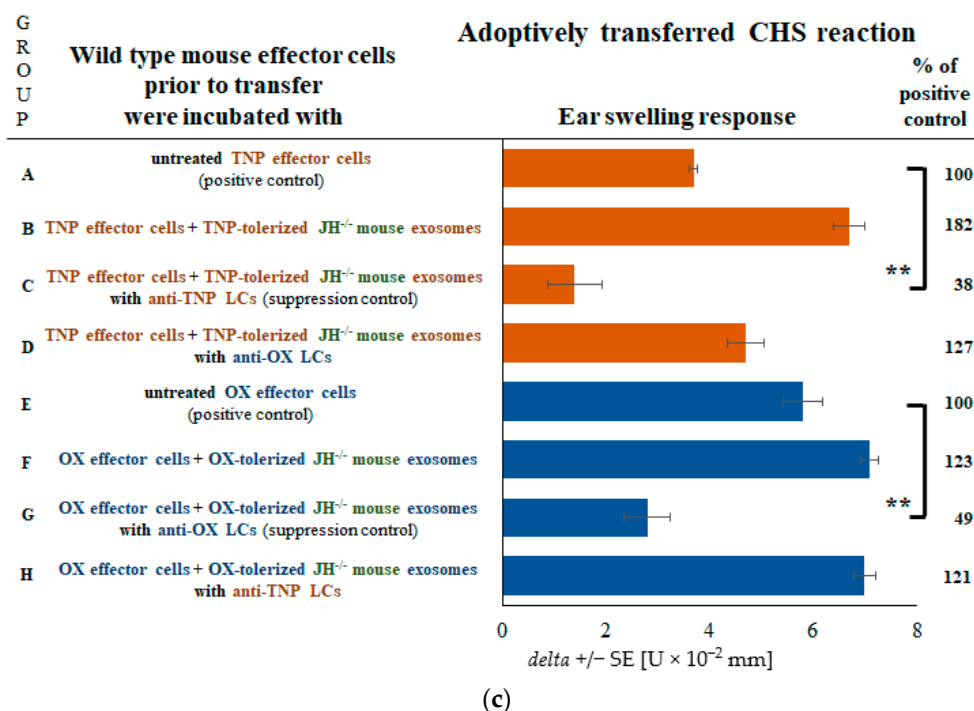 GROUP
Wild type mouse effector cells
prior to transfer
were incubated with
Adoptively transferred CHS reaction
Ear swelling response
% of
positive
control
A
untreated TNP effector cells
(positive control)
100
B
TNP effector cells + TNP-tolerized JH-/- mouse exosomes
182
C
TNP effector cells + TNP-tolerized JH-/- mouse exosomes
with anti-TNP LCs (suppression control)
**
38
D
TNP effector cells + TNP-tolerized JH-/- mouse exosomes
with anti-OX LCs
127
E
untreated OX effector cells
(positive control)
100
F
OX effector cells + OX-tolerized JH-/- mouse exosomes
123
G
OX effector cells + OX-tolerized JH-/- mouse exosomes
with anti-OX LCs (suppression control)
**
49
H
OX effector cells + OX-tolerized JH-/- mouse exosomes
with anti-TNP LCs
121
0 2 4 6 8
delta +/− SE [U × 10⁻² mm]
(c)